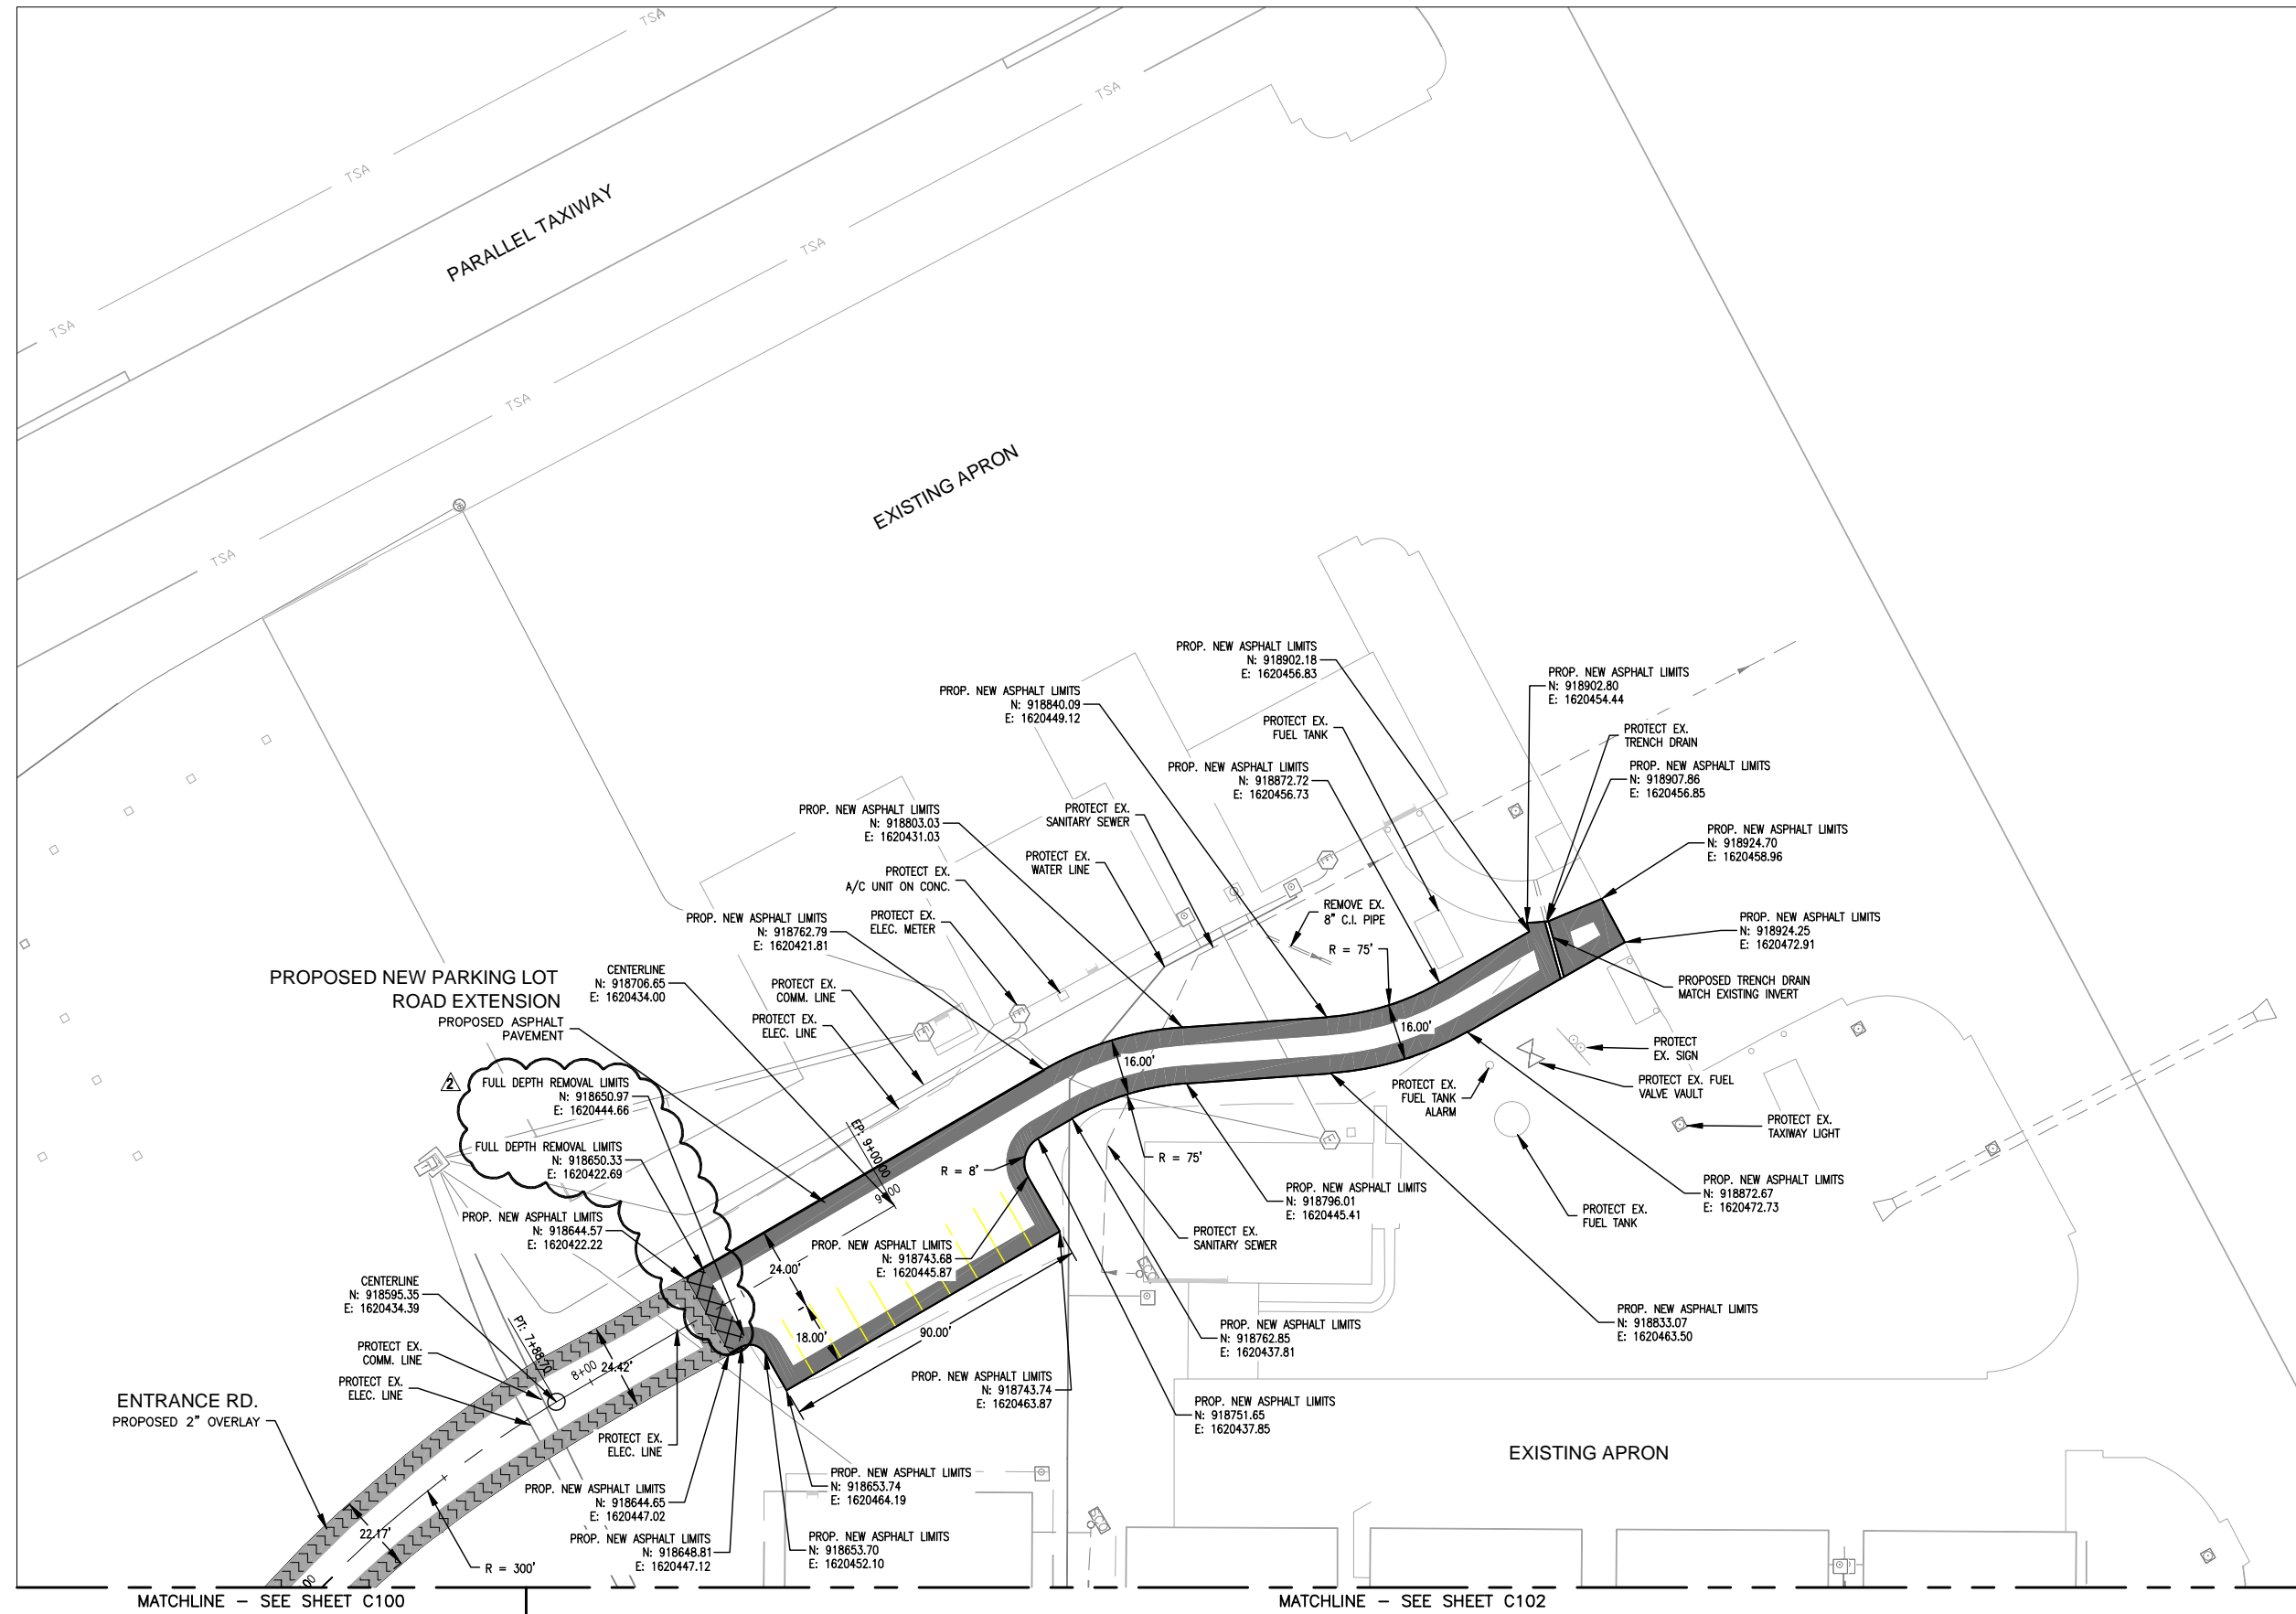 TSA
TSA
TSA
TSA
TSA
TSA
TSA
PARALLEL TAXIWAY
EXISTING APRON
PROP. NEW ASPHALT LIMITS
N: 918902.18
E: 1620456.83
PROP. NEW ASPHALT LIMITS
N: 918902.80
E: 1620454.44
PROP. NEW ASPHALT LIMITS
N: 918840.09
E: 1620449.12
PROTECT EX.
FUEL TANK
PROTECT EX.
TRENCH DRAIN
PROP. NEW ASPHALT LIMITS
N: 918872.72
E: 1620456.73
PROP. NEW ASPHALT LIMITS
N: 918907.86
E: 1620456.85
PROP. NEW ASPHALT LIMITS
N: 918803.03
E: 1620431.03
PROTECT EX.
SANITARY SEWER
PROP. NEW ASPHALT LIMITS
N: 918924.70
E: 1620458.96
PROTECT EX.
WATER LINE
PROTECT EX.
A/C UNIT ON CONC.
PROTECT EX.
ELEC. METER
REMOVE EX.
8" C.I. PIPE
PROP. NEW ASPHALT LIMITS
N: 918762.79
E: 1620421.81
PROP. NEW ASPHALT LIMITS
N: 918924.25
E: 1620472.91
R = 75'
PROPOSED NEW PARKING LOT
ROAD EXTENSION
PROPOSED ASPHALT
PAVEMENT
CENTERLINE
N: 918706.65
E: 1620434.00
PROTECT EX.
COMM. LINE
PROTECT EX.
ELEC. LINE
PROPOSED TRENCH DRAIN
MATCH EXISTING INVERT
16.00'
16.00'
PROTECT
EX. SIGN
PROTECT EX. FUEL
VALVE VAULT
PROTECT EX.
FUEL TANK
ALARM
PROTECT EX.
TAXIWAY LIGHT
2
FULL DEPTH REMOVAL LIMITS
N: 918650.97
E: 1620444.66
FULL DEPTH REMOVAL LIMITS
N: 918650.33
E: 1620422.69
EP: 9+00.00
9+00
R = 8'
R = 75'
PROP. NEW ASPHALT LIMITS
N: 918796.01
E: 1620445.41
PROP. NEW ASPHALT LIMITS
N: 918872.67
E: 1620472.73
PROTECT EX.
FUEL TANK
PROP. NEW ASPHALT LIMITS
N: 918644.57
E: 1620422.22
PROTECT EX.
SANITARY SEWER
PROP. NEW ASPHALT LIMITS
N: 918743.68
E: 1620445.87
24.00'
18.00'
90.00'
CENTERLINE
N: 918595.35
E: 1620434.39
PROP. NEW ASPHALT LIMITS
N: 918833.07
E: 1620463.50
PROP. NEW ASPHALT LIMITS
N: 918762.85
E: 1620437.81
PT: 7+88.70
8+00
24.42'
PROTECT EX.
COMM. LINE
PROTECT EX.
ELEC. LINE
PROP. NEW ASPHALT LIMITS
N: 918743.74
E: 1620463.87
PROP. NEW ASPHALT LIMITS
N: 918751.65
E: 1620437.85
ENTRANCE RD.
PROPOSED 2" OVERLAY
PROTECT EX.
ELEC. LINE
EXISTING APRON
PROP. NEW ASPHALT LIMITS
N: 918653.74
E: 1620464.19
PROP. NEW ASPHALT LIMITS
N: 918644.65
E: 1620447.02
PROP. NEW ASPHALT LIMITS
N: 918648.81
E: 1620447.12
PROP. NEW ASPHALT LIMITS
N: 918653.70
E: 1620452.10
22.17'
R = 300'
MATCHLINE - SEE SHEET C100
MATCHLINE - SEE SHEET C102